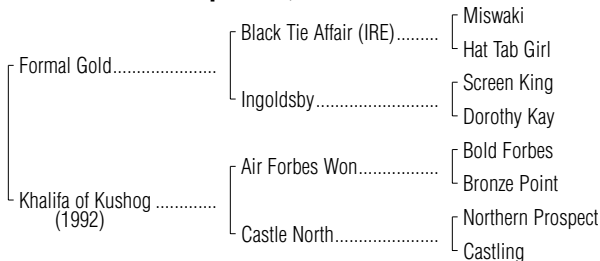 Miswaki
Black Tie Affair (IRE).........
Hat Tab Girl
Formal Gold......................
Screen King
Ingoldsby..........................
Dorothy Kay
Bold Forbes
Air Forbes Won.................
Bronze Point
Khalifa of Kushog .............
(1992)
Northern Prospect
Castle North......................
Castling